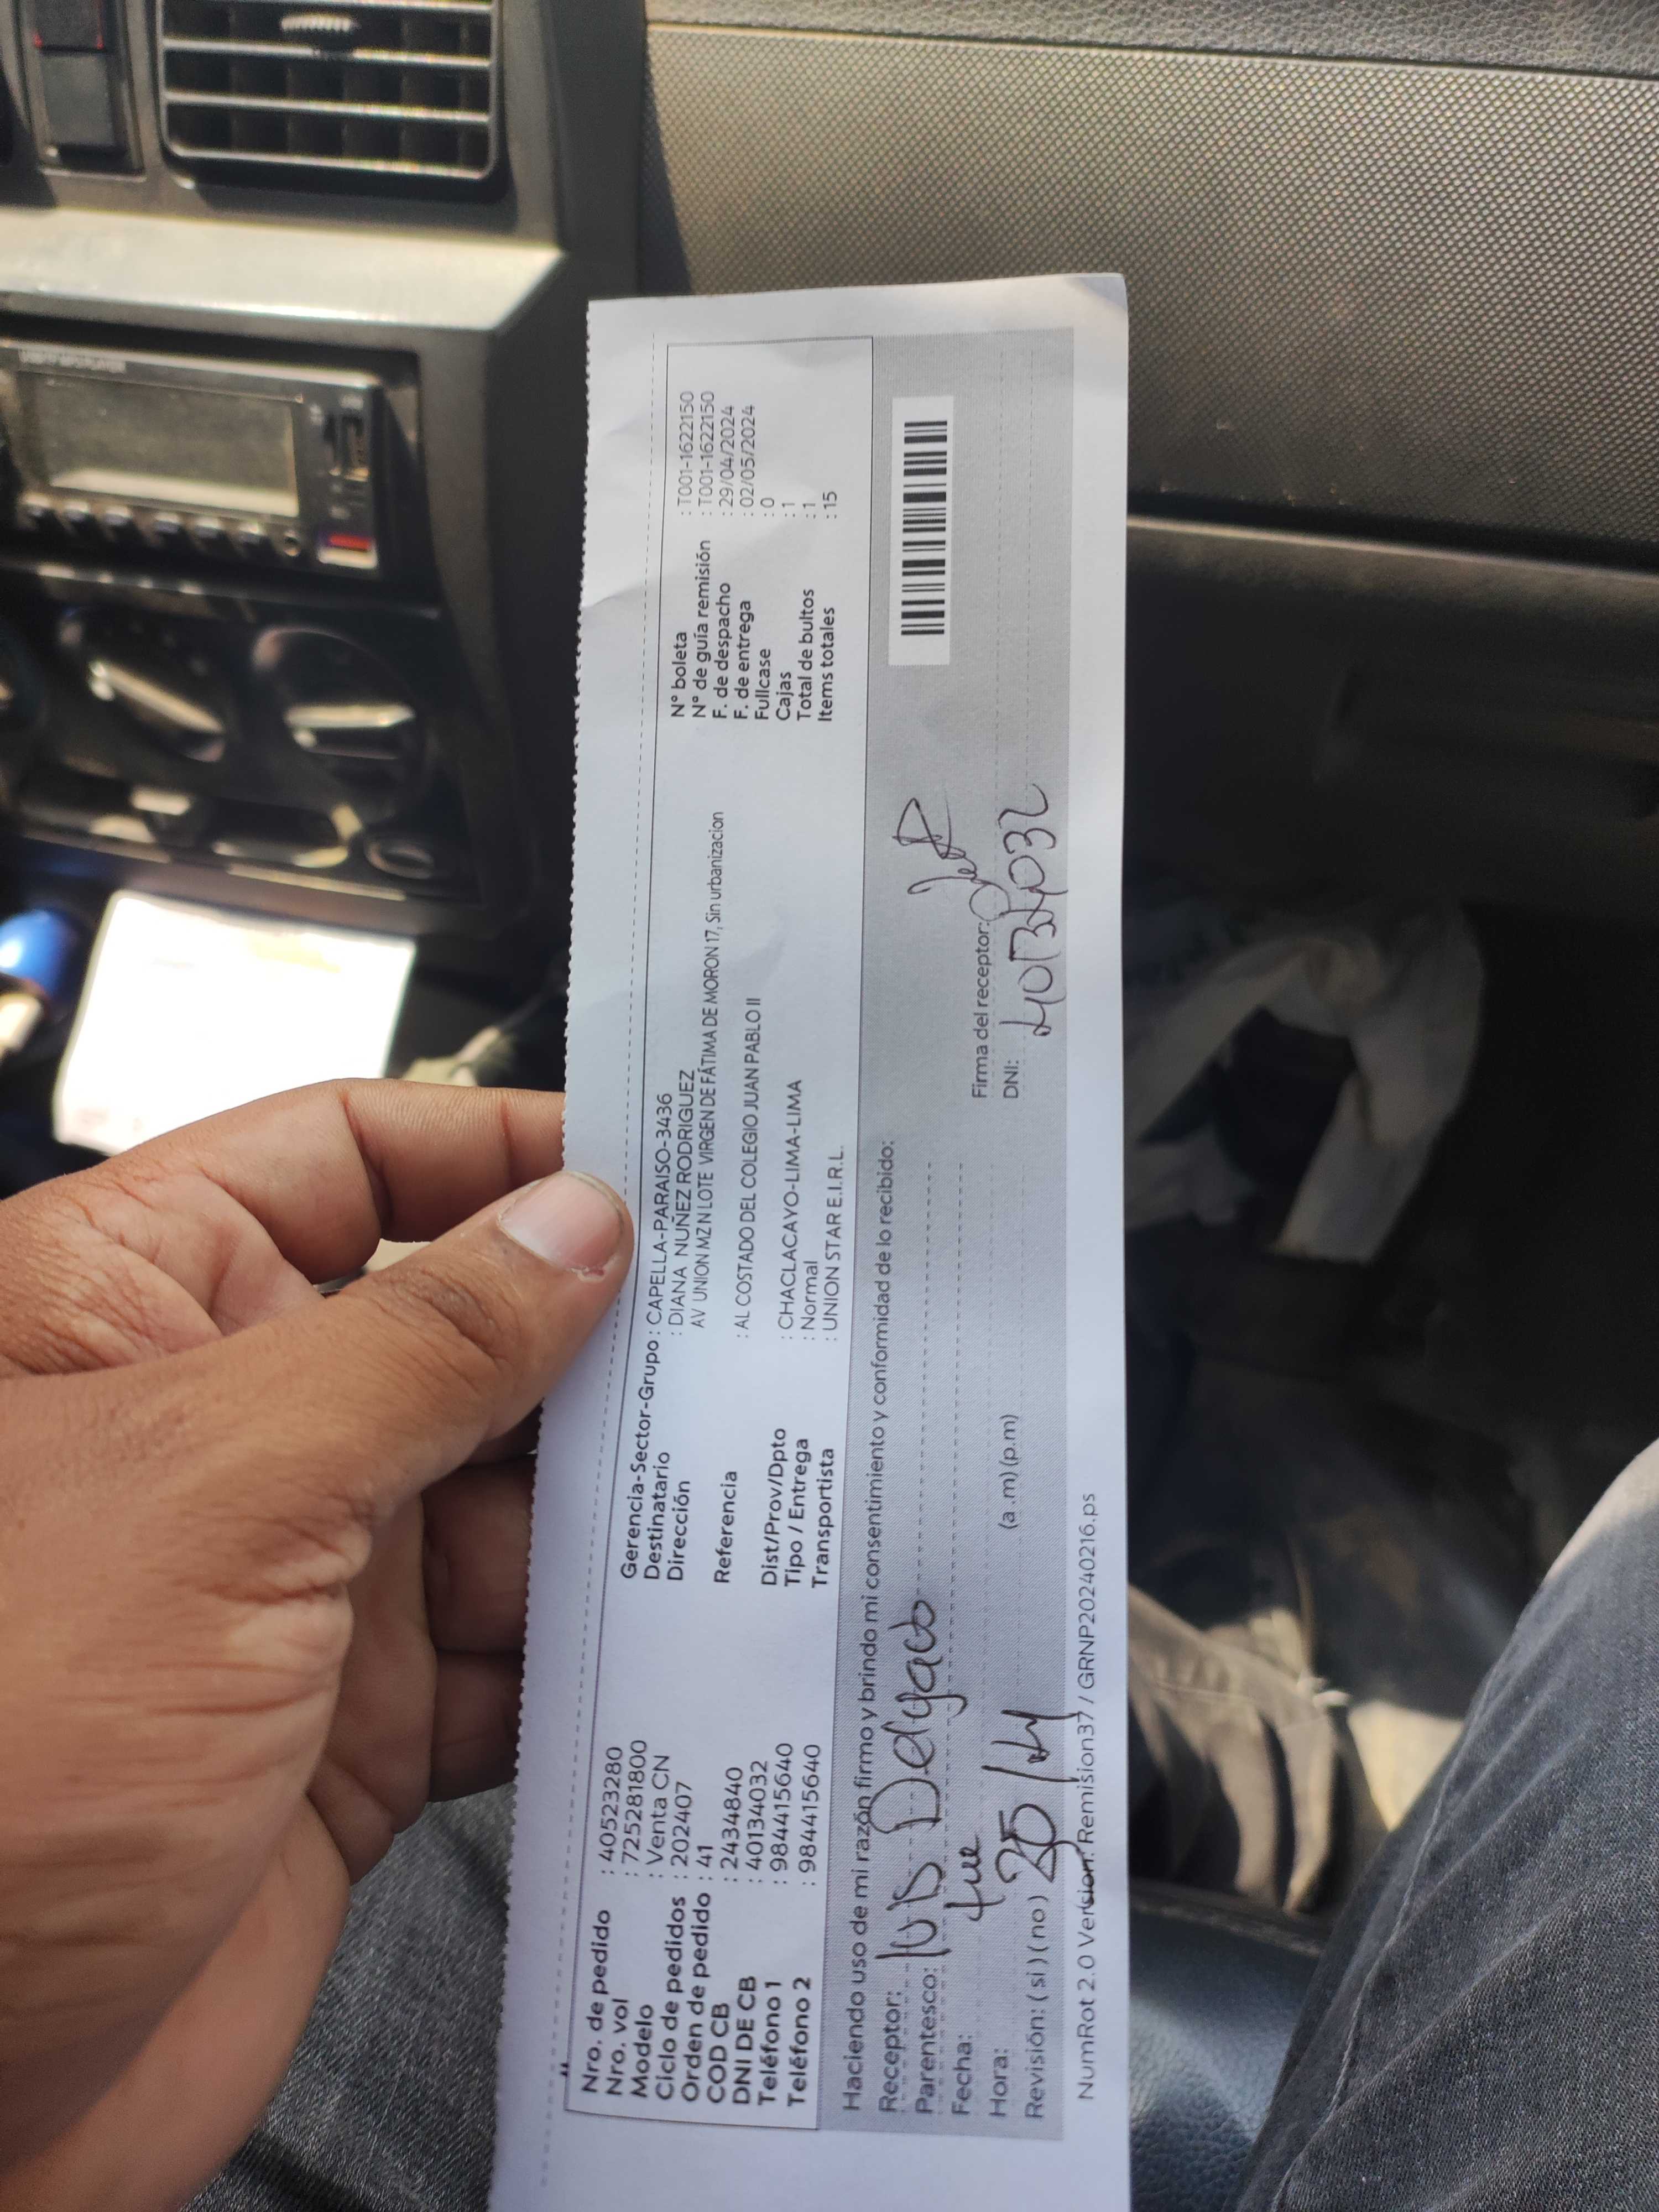 Nro. de pedido : 40523280
Nro. vol : 725281800
Modelo : Venta CN
Ciclo de pedidos : 202407
Orden de pedido : 41
COD CB : 2434840
DNI DE CB : 40134032
Teléfono 1 : 984415640
Teléfono 2 : 984415640
Gerencia-Sector-Grupo : CAPELLA-PARAISO-3436
Destinatario : DIANA NUÑEZ RODRIGUEZ
Dirección AV UNION MZ N LOTE VIRGEN DE FÁTIMA DE MORON 17, Sin urbanizacion
Referencia : AL COSTADO DEL COLEGIO JUAN PABLO II
Dist/Prov/Dpto : CHACLACAYO-LIMA-LIMA
Tipo / Entrega : Normal
Transportista : UNION STAR E.I.R.L.
N° boleta : T001-1622150
N° de guía remisión : T001-1622150
F. de despacho : 29/04/2024
F. de entrega : 02/05/2024
Fullcase : 0
Cajas : 1
Total de bultos : 1
Items totales : 15
Haciendo uso de mi razón firmo y brindo mi consentimiento y conformidad de lo recibido:
Receptor: luis Delgado
Parentesco:
Fecha:
Hora: (a.m) (p.m)
Revisión: ( si ) ( no )
Firma del receptor:
DNI:
NumRot 2.0 Version: Remision37 / GRNP20240216.ps